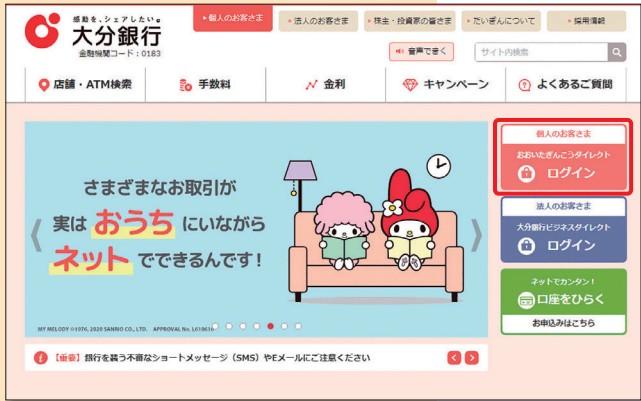 感動を、シェアしたい。
大分銀行
金融機関コード：0183
個人のお客さま
法人のお客さま
株主・投資家の皆さま
だいぎんについて
採用情報
音声できく
サイト内検索
店舗・ATM検索
手数料
金利
キャンペーン
よくあるご質問
さまざまなお取引が
実は おうち にいながら
ネット でできるんです！
MY MELODY ©1976, 2020 SANRIO CO., LTD. APPROVAL No. L610616
個人のお客さま
おおいたぎんこうダイレクト
ログイン
法人のお客さま
大分銀行ビジネスダイレクト
ログイン
ネットでカンタン！
口座をひらく
お申込みはこちら
【重要】銀行を装う不審なショートメッセージ（SMS）やEメールにご注意ください